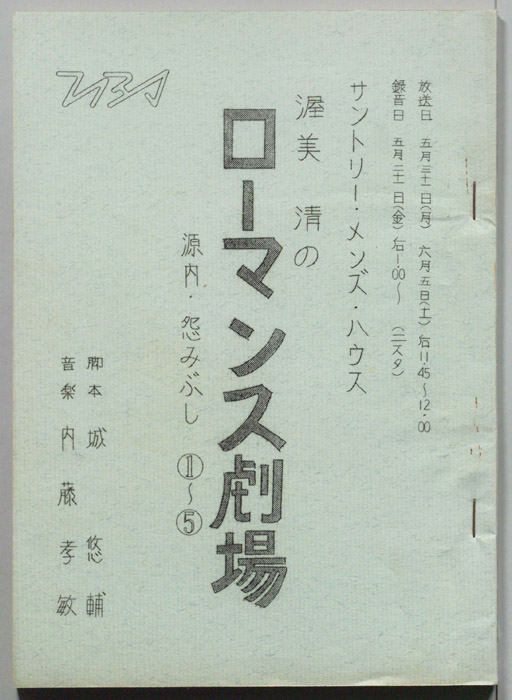 放送日 五月三十一日(月) 六月五日(土) 后11.45〜12.00
録音日 五月二十一日(金) 后1.00〜 (二スタ)
サントリー・メンズ・ハウス
渥美 清の
ローマンス劇場
源内・怨みぶし ①〜⑤
脚本 城 悠輔
音楽 内藤孝敏
TBS